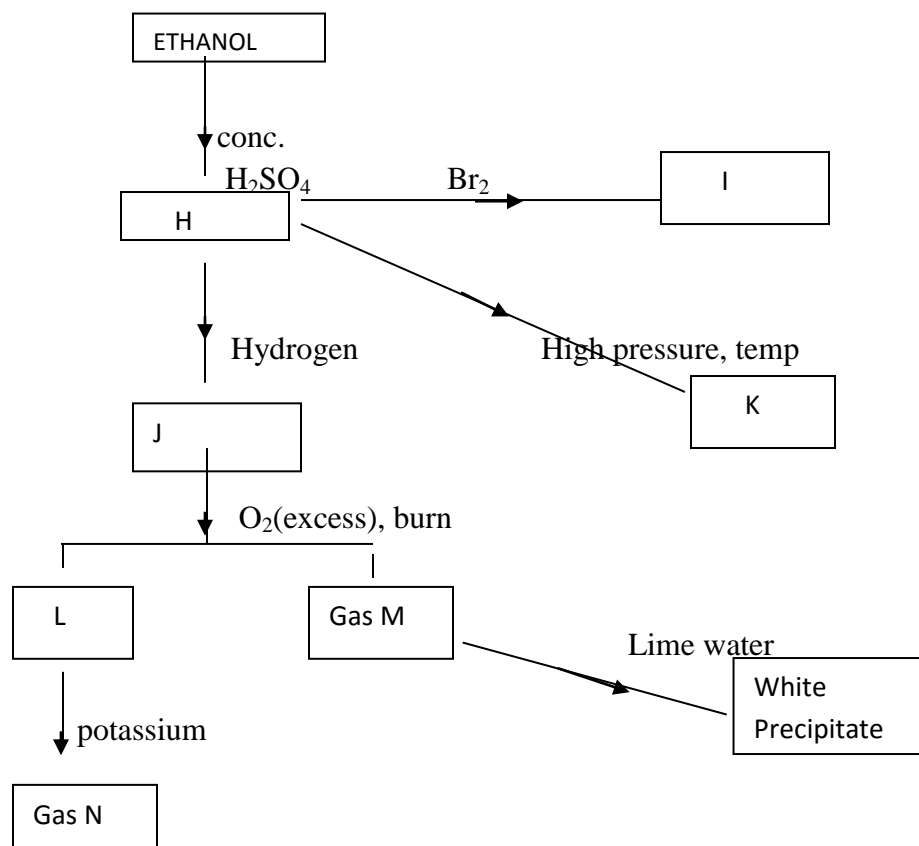 ETHANOL
conc.
H₂SO₄
Br₂
I
H
Hydrogen
High pressure, temp
K
J
O₂(excess), burn
L
Gas M
Lime water
White
Precipitate
potassium
Gas N